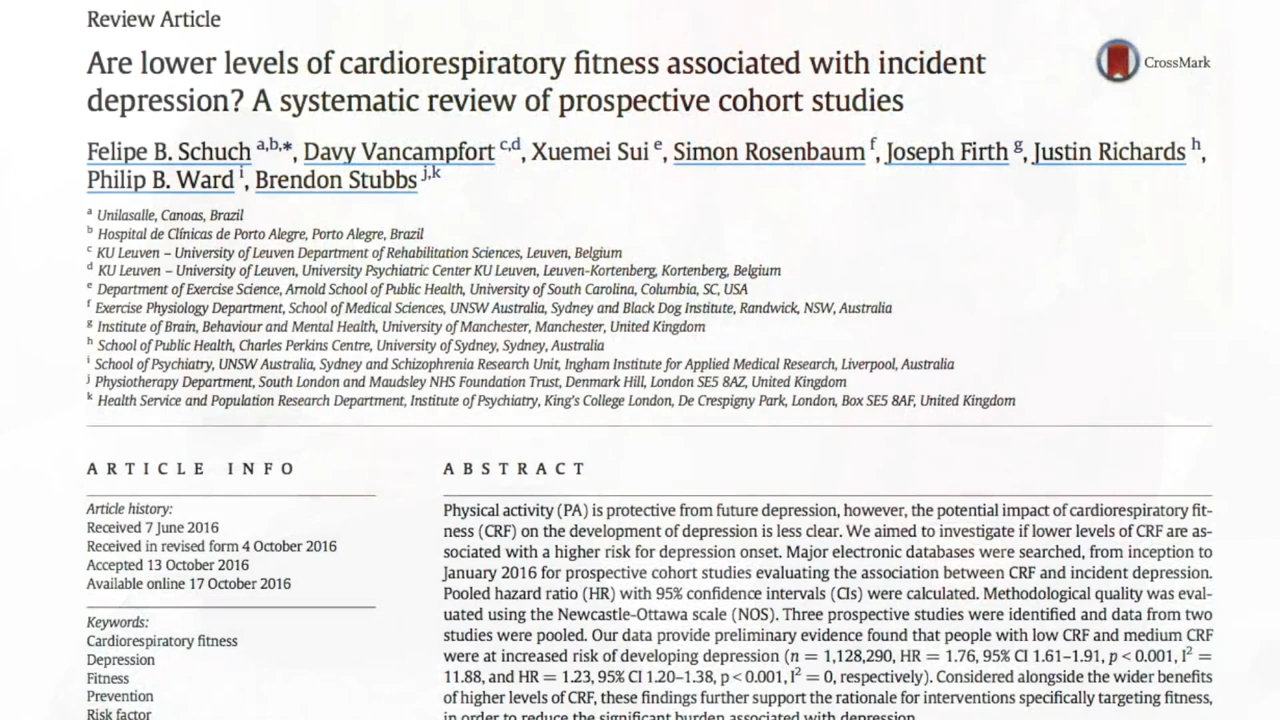 Review Article
Are lower levels of cardiorespiratory fitness associated with incident
depression? A systematic review of prospective cohort studies
CrossMark
Felipe B. Schuch a,b,*, Davy Vancampfort c,d, Xuemei Sui e, Simon Rosenbaum f, Joseph Firth g, Justin Richards h,
Philip B. Ward i, Brendon Stubbs j,k
a Unilasalle, Canoas, Brazil
b Hospital de Clínicas de Porto Alegre, Porto Alegre, Brazil
c KU Leuven – University of Leuven Department of Rehabilitation Sciences, Leuven, Belgium
d KU Leuven – University of Leuven, University Psychiatric Center KU Leuven, Leuven-Kortenberg, Kortenberg, Belgium
e Department of Exercise Science, Arnold School of Public Health, University of South Carolina, Columbia, SC, USA
f Exercise Physiology Department, School of Medical Sciences, UNSW Australia, Sydney and Black Dog Institute, Randwick, NSW, Australia
g Institute of Brain, Behaviour and Mental Health, University of Manchester, Manchester, United Kingdom
h School of Public Health, Charles Perkins Centre, University of Sydney, Sydney, Australia
i School of Psychiatry, UNSW Australia, Sydney and Schizophrenia Research Unit, Ingham Institute for Applied Medical Research, Liverpool, Australia
j Physiotherapy Department, South London and Maudsley NHS Foundation Trust, Denmark Hill, London SE5 8AZ, United Kingdom
k Health Service and Population Research Department, Institute of Psychiatry, King's College London, De Crespigny Park, London, Box SE5 8AF, United Kingdom
ARTICLE INFO
Article history:
Received 7 June 2016
Received in revised form 4 October 2016
Accepted 13 October 2016
Available online 17 October 2016
Keywords:
Cardiorespiratory fitness
Depression
Fitness
Prevention
Risk factor
ABSTRACT
Physical activity (PA) is protective from future depression, however, the potential impact of cardiorespiratory fit-
ness (CRF) on the development of depression is less clear. We aimed to investigate if lower levels of CRF are as-
sociated with a higher risk for depression onset. Major electronic databases were searched, from inception to
January 2016 for prospective cohort studies evaluating the association between CRF and incident depression.
Pooled hazard ratio (HR) with 95% confidence intervals (CIs) were calculated. Methodological quality was eval-
uated using the Newcastle-Ottawa scale (NOS). Three prospective studies were identified and data from two
studies were pooled. Our data provide preliminary evidence found that people with low CRF and medium CRF
were at increased risk of developing depression (n = 1,128,290, HR = 1.76, 95% CI 1.61–1.91, p < 0.001, I² =
11.88, and HR = 1.23, 95% CI 1.20–1.38, p < 0.001, I² = 0, respectively). Considered alongside the wider benefits
of higher levels of CRF, these findings further support the rationale for interventions specifically targeting fitness,
in order to reduce the significant burden associated with depression.